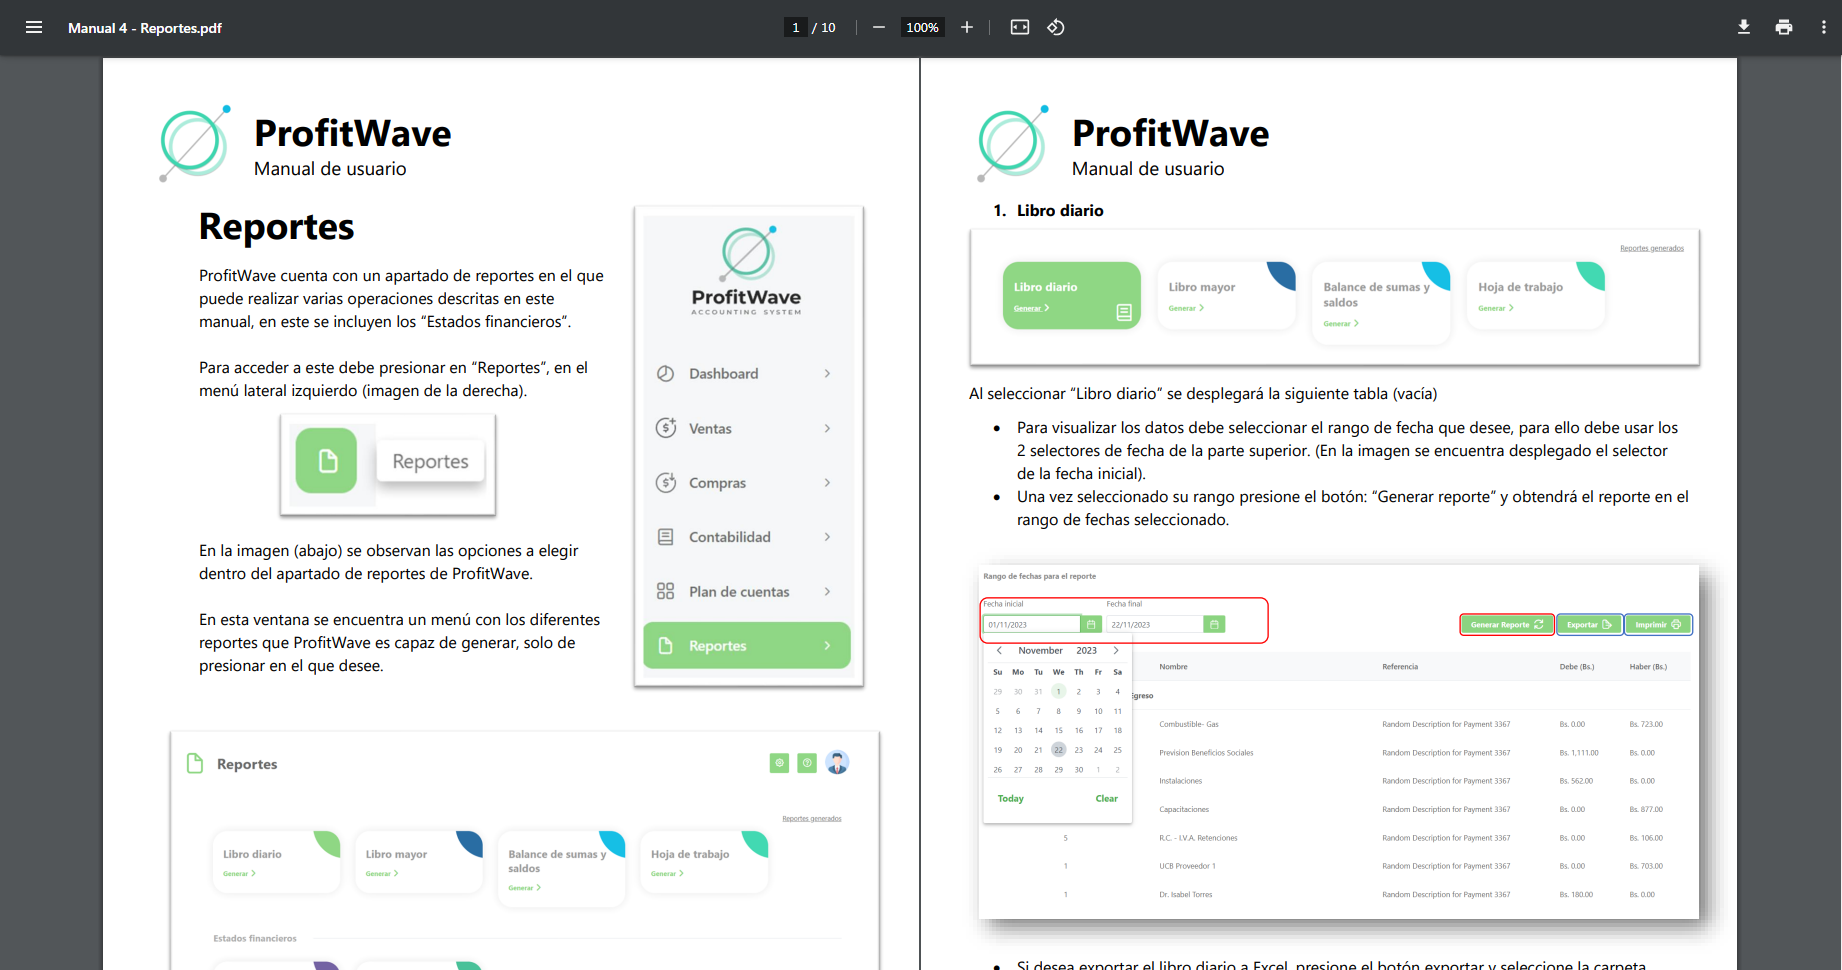 Manual 4 - Reportes.pdf
1 / 10
100%
ProfitWave
Manual de usuario
Reportes
ProfitWave cuenta con un apartado de reportes en el que
puede realizar varias operaciones descritas en este
manual, en este se incluyen los “Estados financieros”.
Para acceder a este debe presionar en “Reportes”, en el
menú lateral izquierdo (imagen de la derecha).
Reportes
En la imagen (abajo) se observan las opciones a elegir
dentro del apartado de reportes de ProfitWave.
En esta ventana se encuentra un menú con los diferentes
reportes que ProfitWave es capaz de generar, solo de
presionar en el que desee.
ProfitWave
ACCOUNTING SYSTEM
Dashboard
Ventas
Compras
Contabilidad
Plan de cuentas
Reportes
Reportes
Reportes generados
Libro diario
Generar
Libro mayor
Generar
Balance de sumas y
saldos
Generar
Hoja de trabajo
Generar
Estados financieros
ProfitWave
Manual de usuario
1. Libro diario
Reportes generados
Libro diario
Generar
Libro mayor
Generar
Balance de sumas y
saldos
Generar
Hoja de trabajo
Generar
Al seleccionar “Libro diario” se desplegará la siguiente tabla (vacía)
• Para visualizar los datos debe seleccionar el rango de fecha que desee, para ello debe usar los
2 selectores de fecha de la parte superior. (En la imagen se encuentra desplegado el selector
de la fecha inicial).
• Una vez seleccionado su rango presione el botón: “Generar reporte” y obtendrá el reporte en el
rango de fechas seleccionado.
Rango de fechas para el reporte
Fecha inicial Fecha final
01/11/2023 22/11/2023
Generar Reporte Exportar Imprimir
November 2023
Su Mo Tu We Th Fr Sa
29 30 31 1 2 3 4
5 6 7 8 9 10 11
12 13 14 15 16 17 18
19 20 21 22 23 24 25
26 27 28 29 30 1 2
Today Clear
Nombre Referencia Debe (Bs.) Haber (Bs.)
Egreso
Combustible- Gas Random Description for Payment 3367 Bs. 0.00 Bs. 723.00
Prevision Beneficios Sociales Random Description for Payment 3367 Bs. 1,111.00 Bs. 0.00
Instalaciones Random Description for Payment 3367 Bs. 562.00 Bs. 0.00
Capacitaciones Random Description for Payment 3367 Bs. 0.00 Bs. 877.00
5 R.C. - I.V.A. Retenciones Random Description for Payment 3367 Bs. 0.00 Bs. 106.00
1 UCB Proveedor 1 Random Description for Payment 3367 Bs. 0.00 Bs. 703.00
1 Dr. Isabel Torres Random Description for Payment 3367 Bs. 180.00 Bs. 0.00
• Si desea exportar el libro diario a Excel, presione el botón exportar y seleccione la carpeta